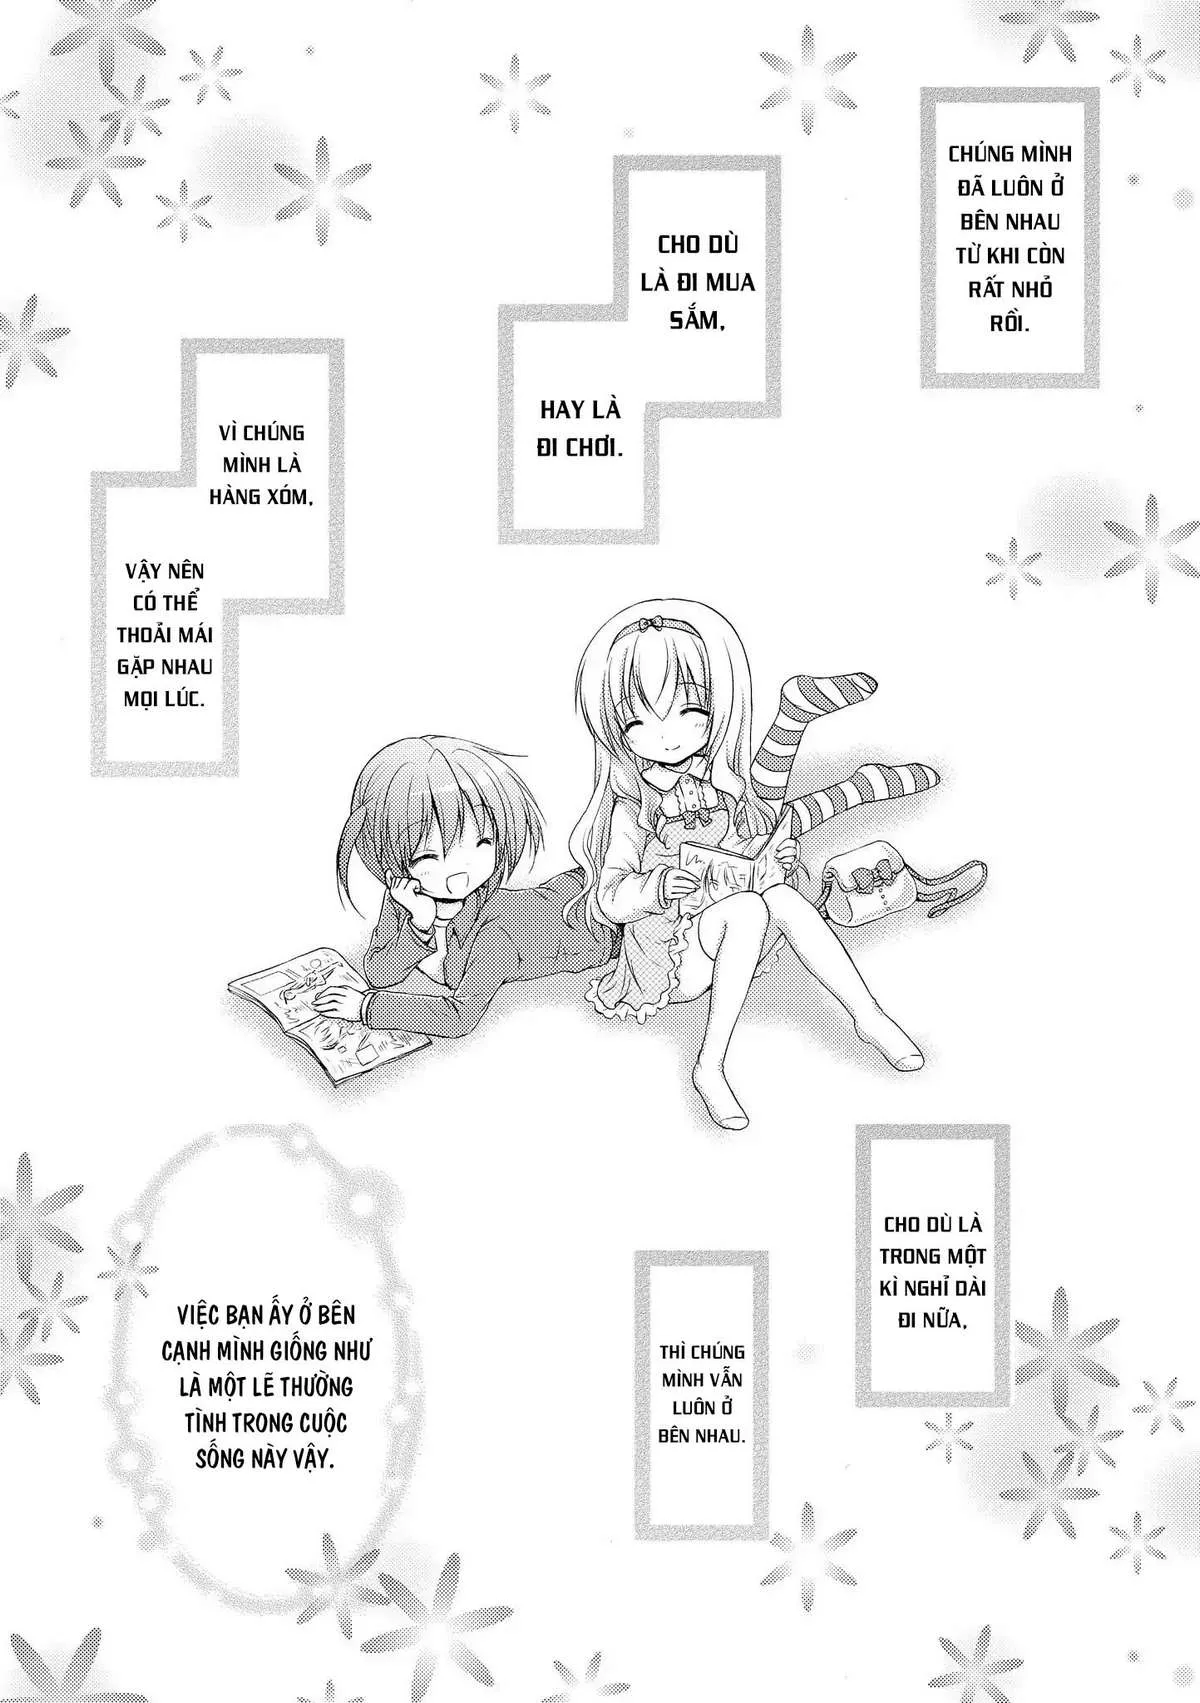 CHÚNG MÌNH
ĐÃ LUÔN Ở
BÊN NHAU
TỪ KHI CÒN
RẤT NHỎ
RỒI.
CHO DÙ
LÀ ĐI MUA
SẮM,
HAY LÀ
ĐI CHƠI.
VÌ CHÚNG
MÌNH LÀ
HÀNG XÓM,
VẬY NÊN
CÓ THỂ
THOẢI MÁI
GẶP NHAU
MỌI LÚC.
CHO DÙ LÀ
TRONG MỘT
KÌ NGHỈ DÀI
ĐI NỮA,
THÌ CHÚNG
MÌNH VẪN
LUÔN Ở
BÊN NHAU.
VIỆC BẠN ẤY Ở BÊN
CẠNH MÌNH GIỐNG NHƯ
LÀ MỘT LẼ THƯỜNG
TÌNH TRONG CUỘC
SỐNG NÀY VẬY.